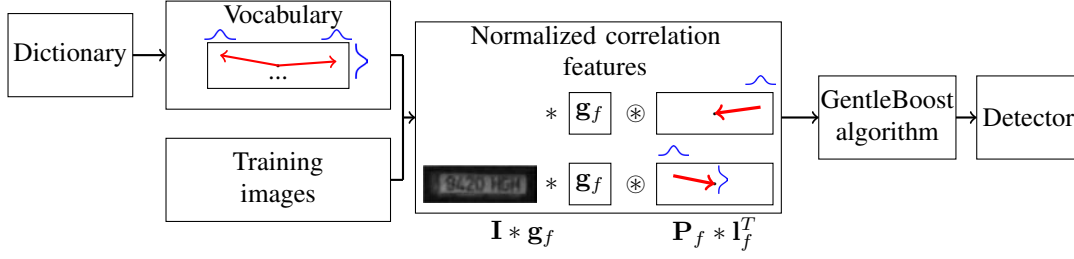 Dictionary
Vocabulary
...
Training
images
Normalized correlation
features
* g_f ⊛
9420 HGH
* g_f ⊛
I * g_f
P_f * l_f^T
GentleBoost
algorithm
Detector